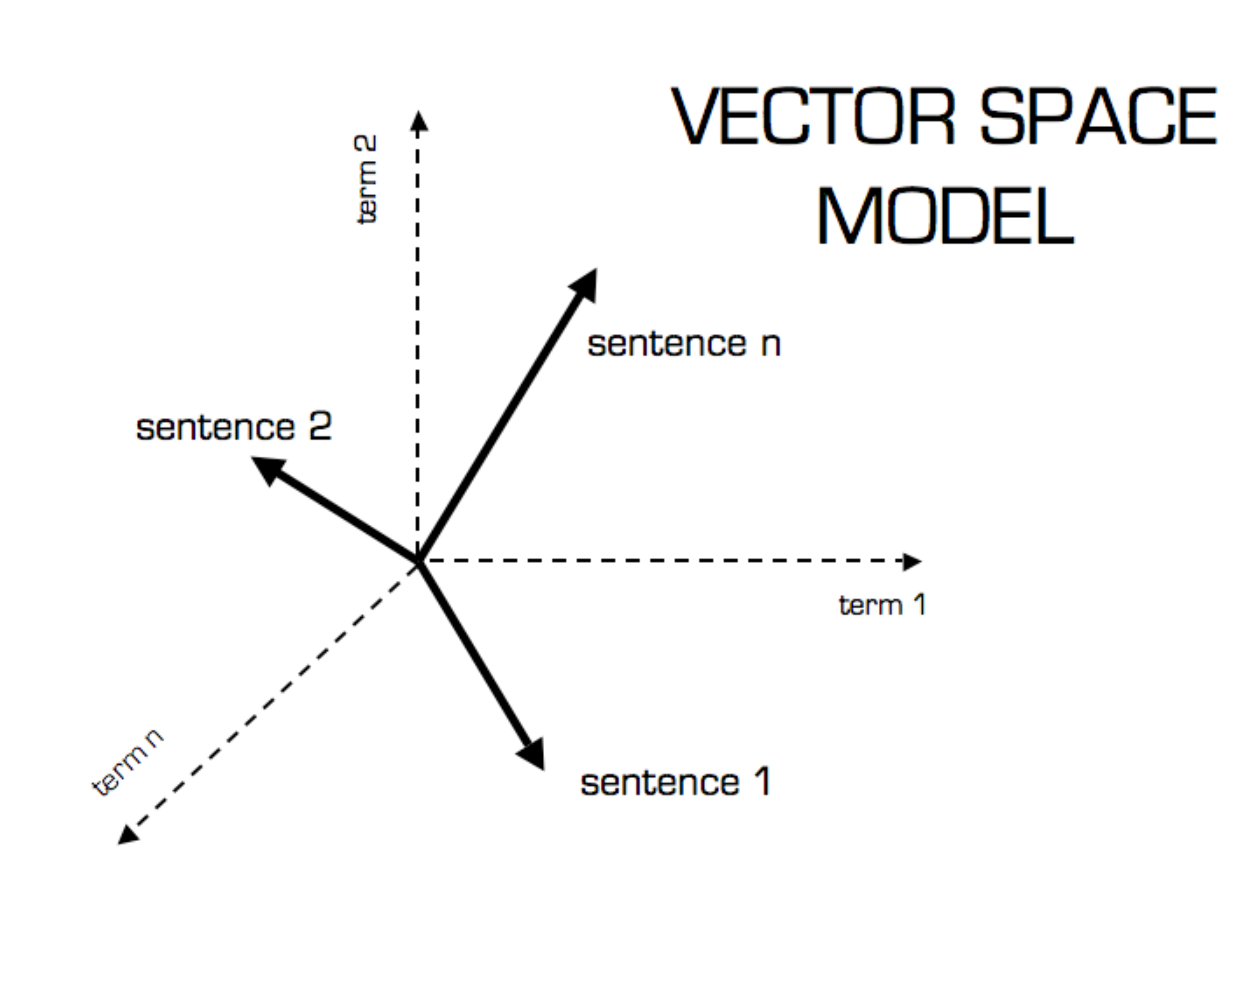 VECTOR SPACE
MODEL
term 2
sentence n
sentence 2
term 1
term n
sentence 1